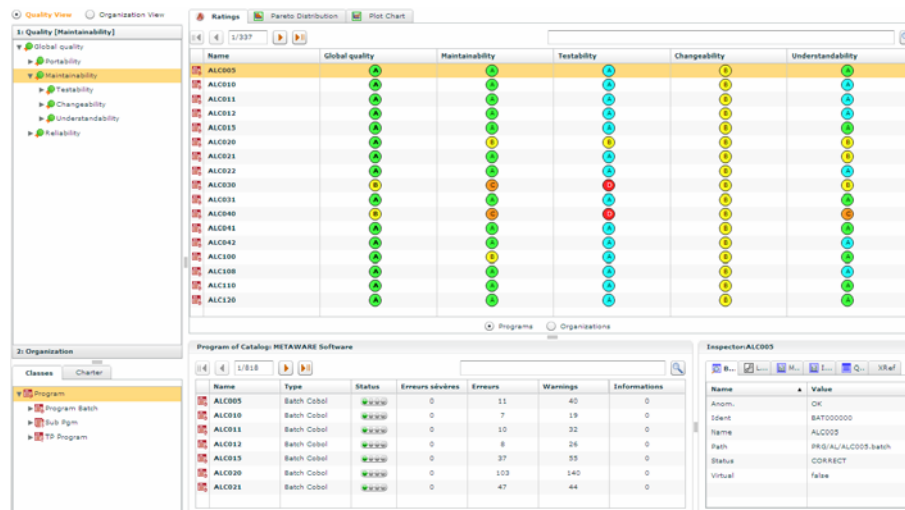 Quality View Organization View
1: Quality [Maintainability]
Global quality
Portability
Maintainability
Testability
Changeability
Understandability
Reliability
2: Organization
Classes Charter
Program
Program Batch
Sub Pgm
TP Program
Ratings Pareto Distribution Plot Chart
1/337
Name Global quality Maintainability Testability Changeability Understandability
ALC005 A A A B A
ALC010 A A A B A
ALC011 A A A B A
ALC012 A A A B A
ALC015 A A A B A
ALC020 A B B B B
ALC021 A A A B B
ALC022 A A A B A
ALC030 B C D B B
ALC031 A A A B A
ALC040 B C D B C
ALC041 A A A B A
ALC042 A A A B A
ALC100 A B A B A
ALC108 A A A B A
ALC110 A A A B A
ALC120 A A A B A
Programs Organizations
Program of Catalog: METAWARE Software
1/818
Name Type Status Erreurs sévères Erreurs Warnings Informations
ALC005 Batch Cobol 0 11 40 0
ALC010 Batch Cobol 0 7 19 0
ALC011 Batch Cobol 0 10 32 0
ALC012 Batch Cobol 0 8 26 0
ALC015 Batch Cobol 0 37 55 0
ALC020 Batch Cobol 0 103 140 0
ALC021 Batch Cobol 0 47 44 0
Inspector:ALC005
B... L... M... I... Q.. XRef
Name Value
Anom. OK
Ident BAT000000
Name ALC005
Path PRG/AL/ALC005.batch
Status CORRECT
Virtual false